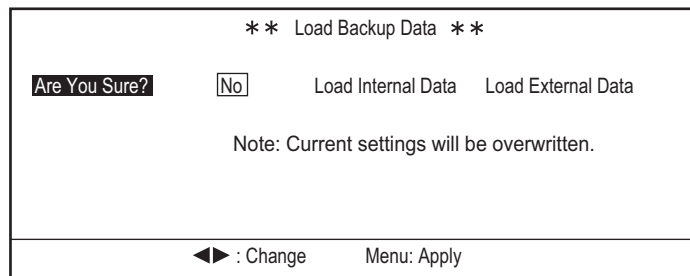 ** Load Backup Data **
Are You Sure? No Load Internal Data Load External Data
Note: Current settings will be overwritten.
◀▶ : Change Menu: Apply